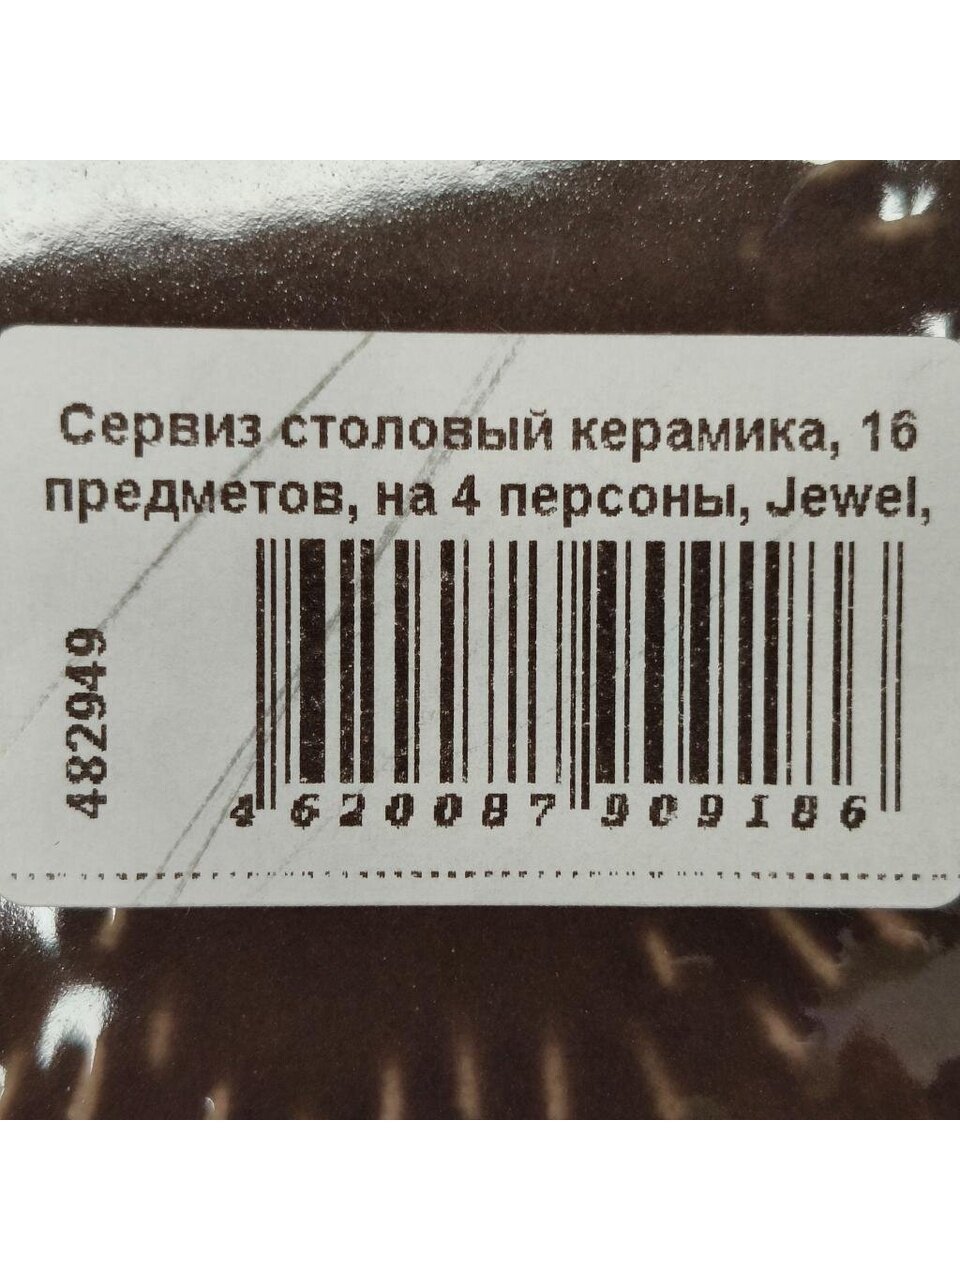 Сервиз столовый керамика, 16
предметов, на 4 персоны, Jewel,
482949
4 620087 909186